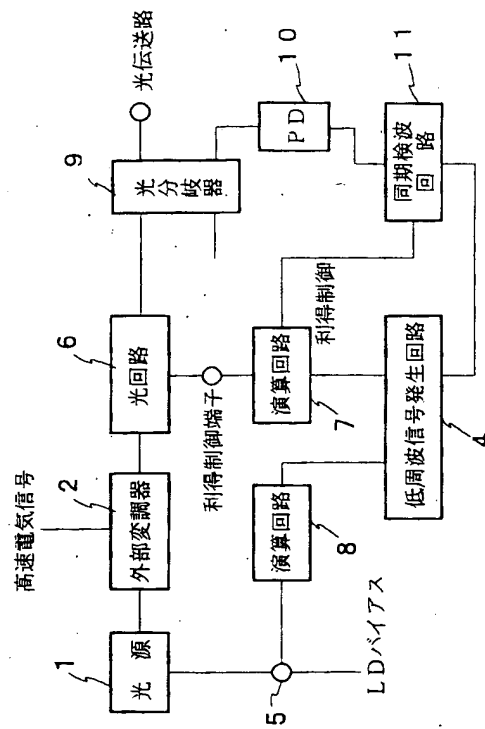 高速電気信号
1
光源
2
外部変調器
6
光回路
9
光分岐器
光伝送路
10
PD
11
同期検波
回路
利得制御端子
利得制御
演算回路
7
演算回路
8
低周波信号発生回路
4
5
LDバイアス